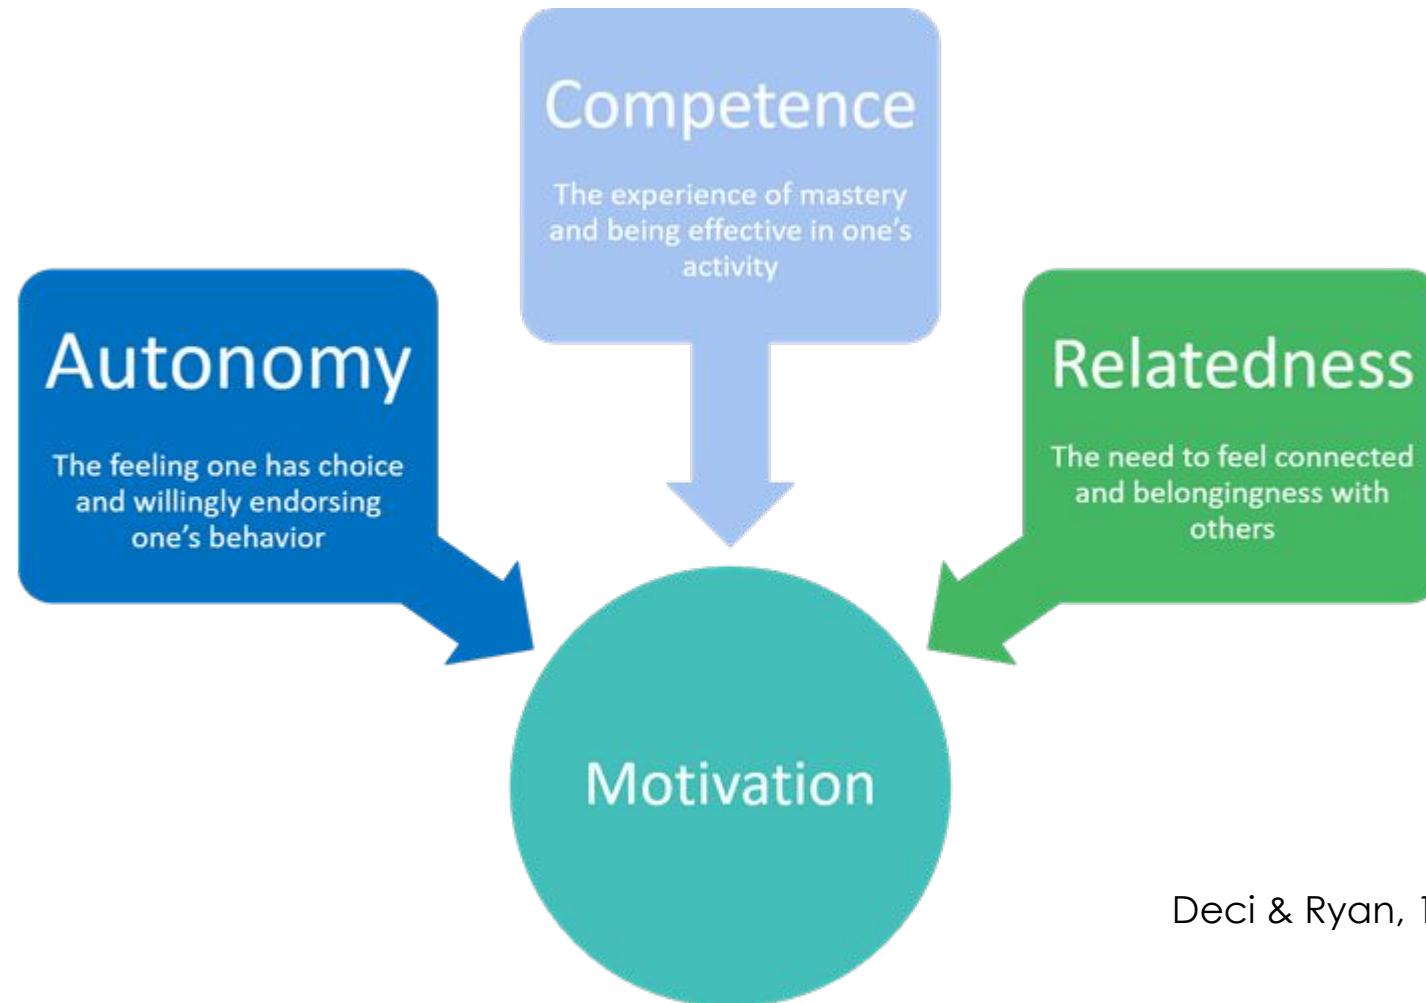 Competence
The experience of mastery
and being effective in one's
activity
Autonomy
The feeling one has choice
and willingly endorsing
one's behavior
Relatedness
The need to feel connected
and belongingness with
others
Motivation
Deci & Ryan,